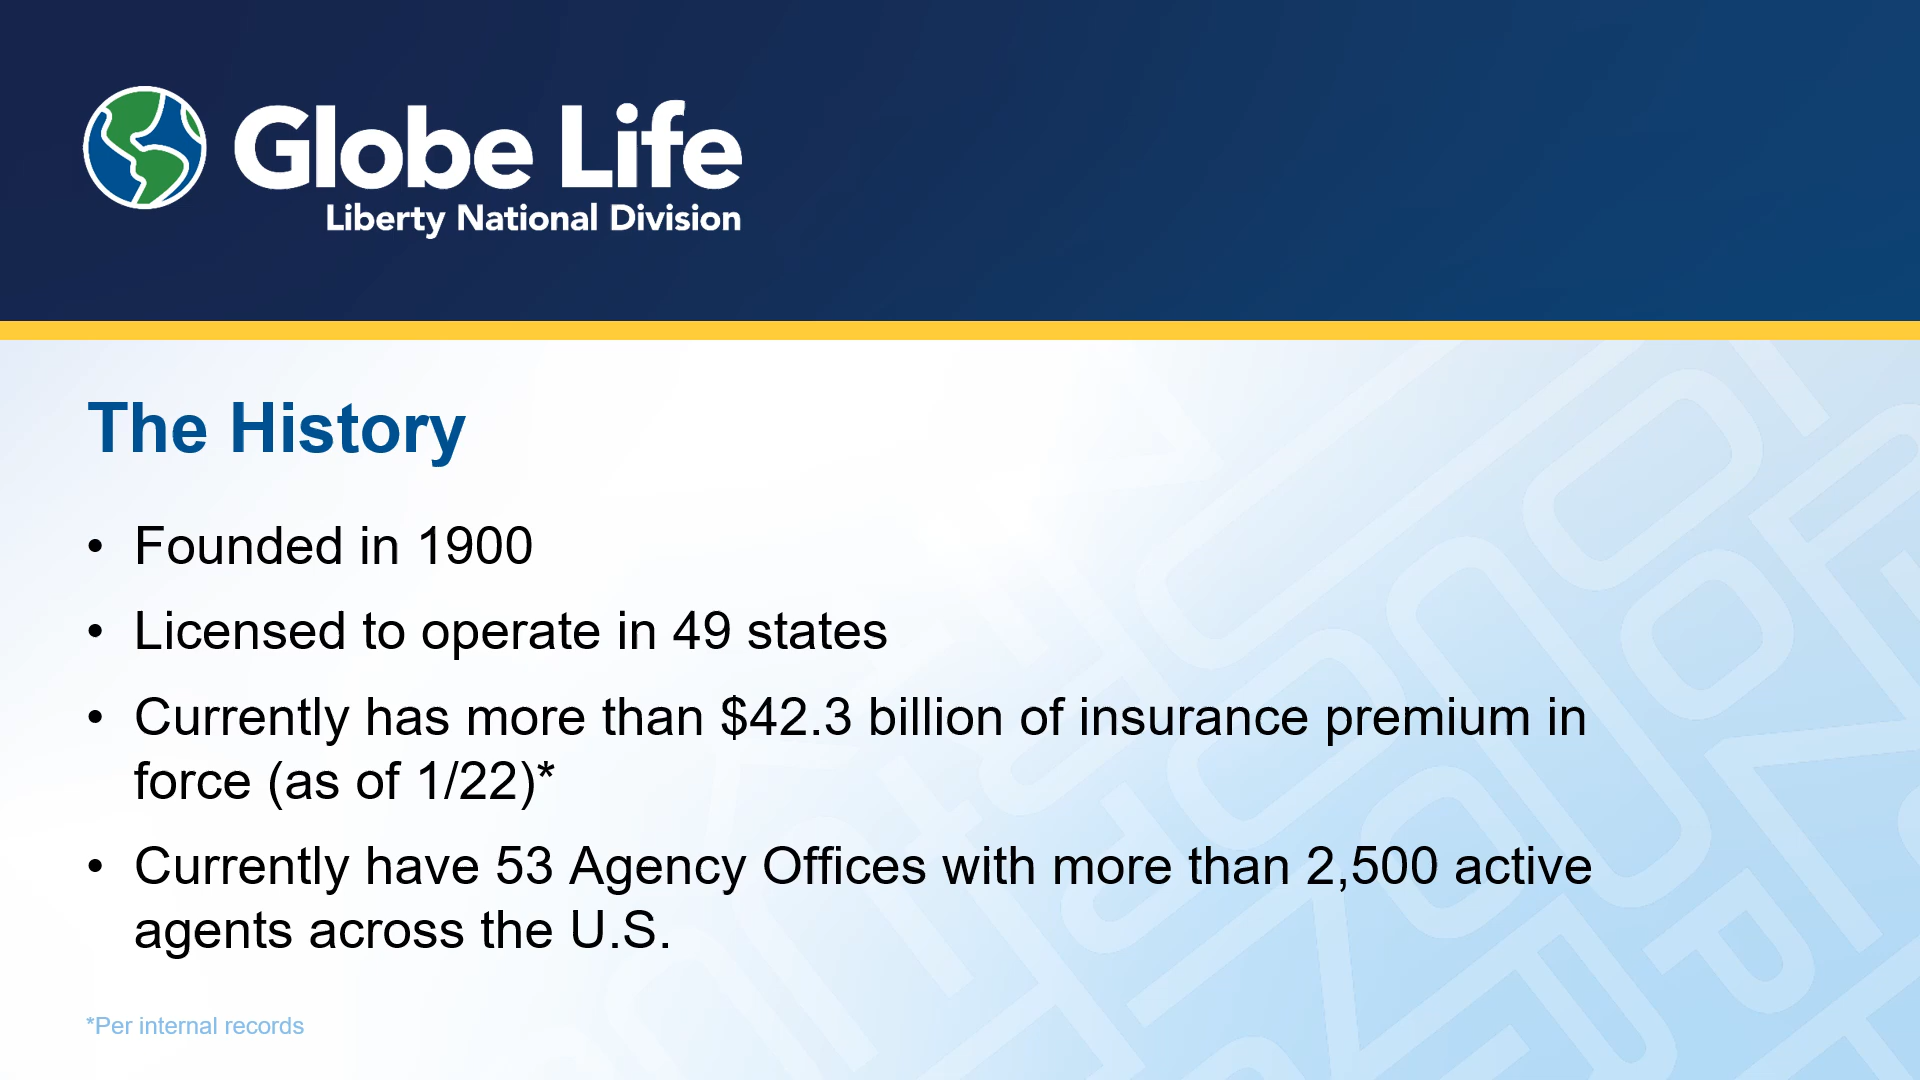 Globe Life
Liberty National Division
The History
• Founded in 1900
• Licensed to operate in 49 states
• Currently has more than $42.3 billion of insurance premium in
force (as of 1/22)*
• Currently have 53 Agency Offices with more than 2,500 active
agents across the U.S.
*Per internal records